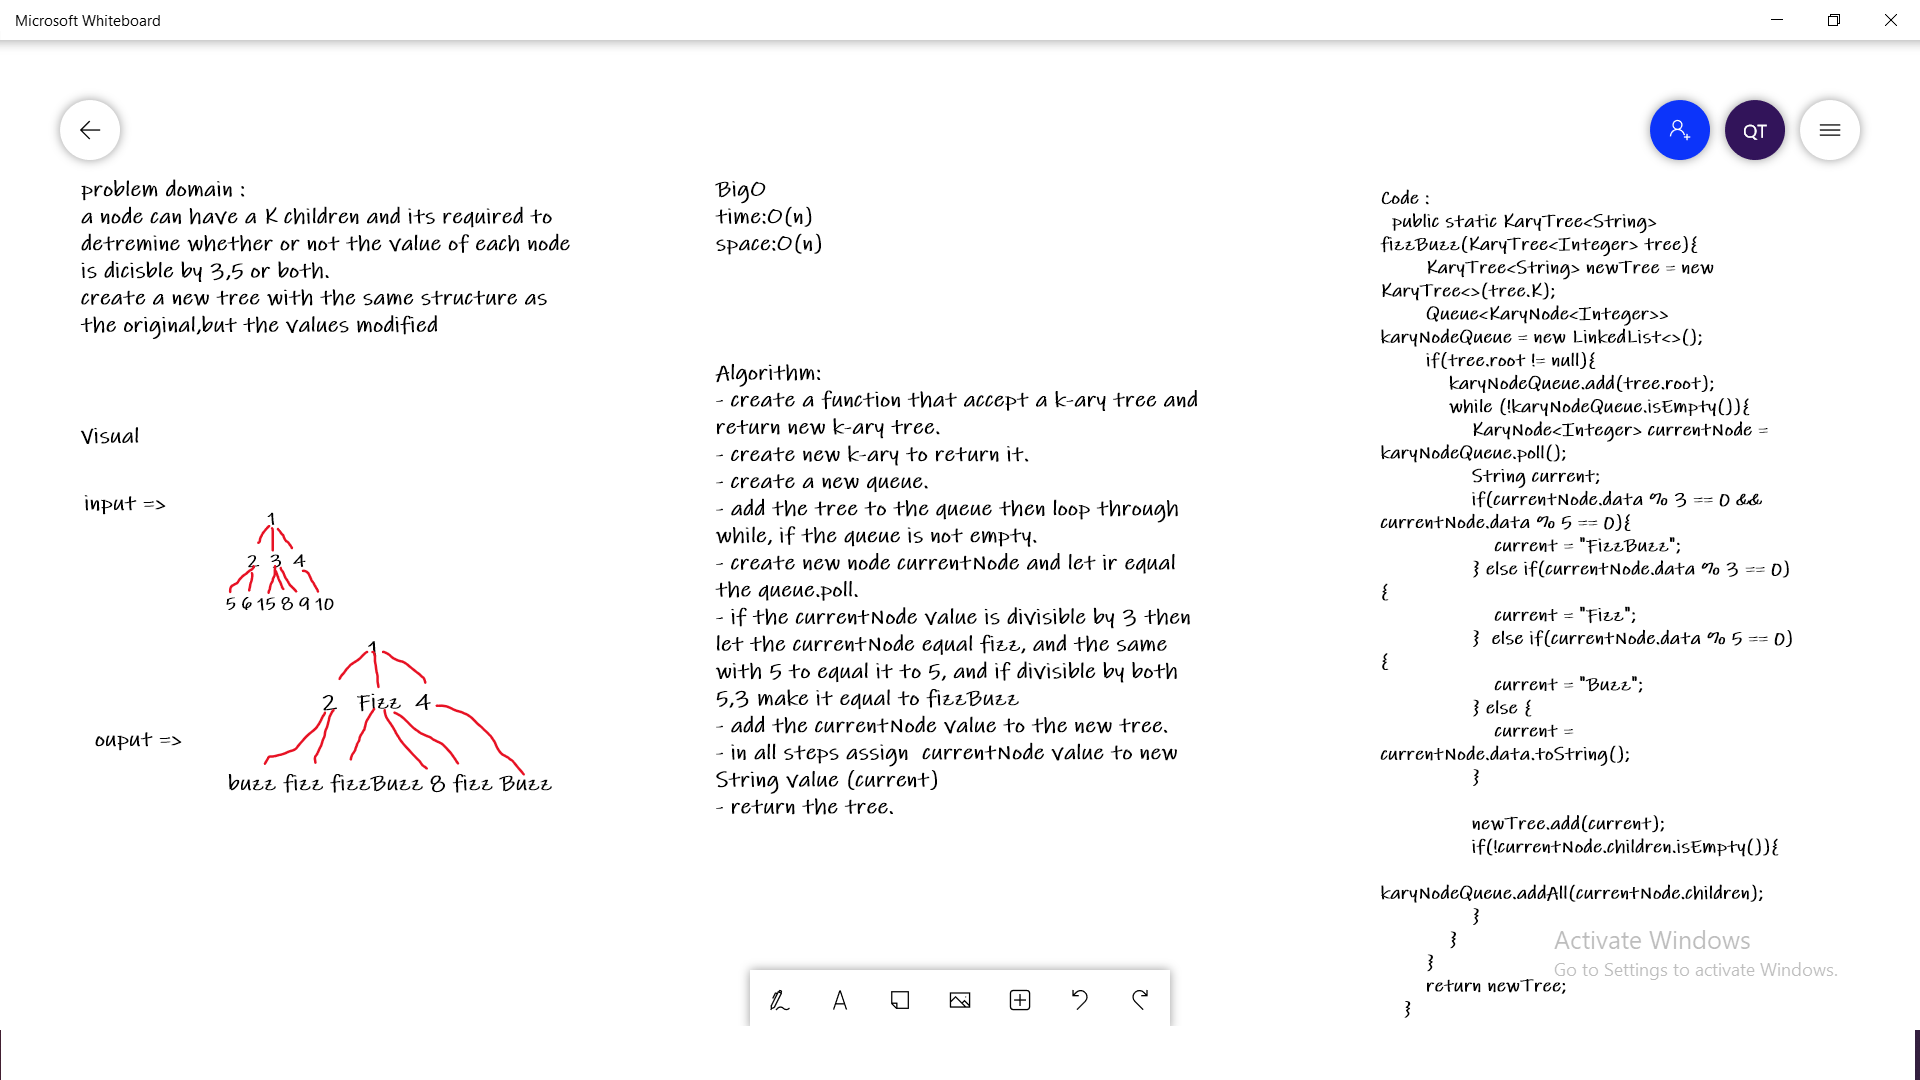 Microsoft Whiteboard
QT
problem domain :
a node can have a K children and its required to
detremine whether or not the value of each node
is dicisble by 3,5 or both.
create a new tree with the same structure as
the original,but the values modified
Visual
input =>
1
2 3 4
5 6 15 8 9 10
1
2 Fizz 4
ouput =>
buzz fizz fizzBuzz 8 fizz Buzz
BigO
time:O(n)
space:O(n)
Algorithm:
- create a function that accept a k-ary tree and
return new k-ary tree.
- create new k-ary to return it.
- create a new queue.
- add the tree to the queue then loop through
while, if the queue is not empty.
- create new node currentNode and let ir equal
the queue.poll.
- if the currentNode value is divisible by 3 then
let the currentNode equal fizz, and the same
with 5 to equal it to 5, and if divisible by both
5,3 make it equal to fizzBuzz
- add the currentNode value to the new tree.
- in all steps assign  currentNode value to new
String value (current)
- return the tree.
Code :
public static KaryTree<String>
fizzBuzz(KaryTree<Integer> tree){
KaryTree<String> newTree = new
KaryTree<>(tree.K);
Queue<KaryNode<Integer>>
karyNodeQueue = new LinkedList<>();
if(tree.root != null){
karyNodeQueue.add(tree.root);
while (!karyNodeQueue.isEmpty()){
KaryNode<Integer> currentNode =
karyNodeQueue.poll();
String current;
if(currentNode.data % 3 == 0 &&
currentNode.data % 5 == 0){
current = "FizzBuzz";
} else if(currentNode.data % 3 == 0)
{
current = "Fizz";
}  else if(currentNode.data % 5 == 0)
{
current = "Buzz";
} else {
current =
currentNode.data.toString();
}
newTree.add(current);
if(!currentNode.children.isEmpty()){
karyNodeQueue.addAll(currentNode.children);
}
}
}
return newTree;
}
Activate Windows
Go to Settings to activate Windows.